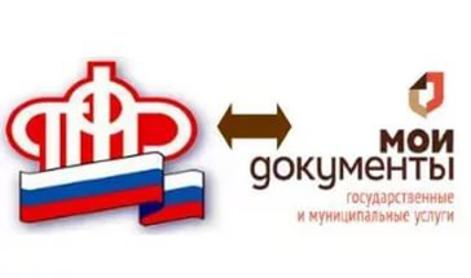 ПФР
мои
документы
государственные
и муниципальные услуги